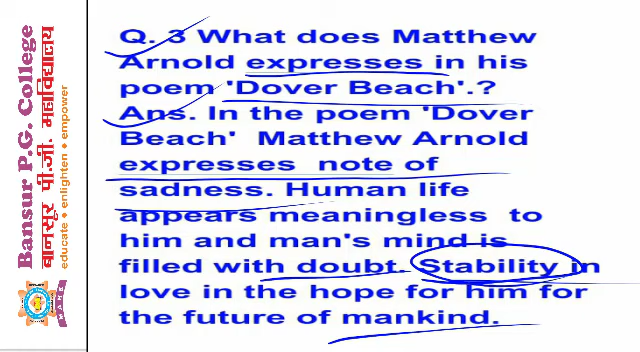 Bansur P.G. College
बानसूर पी.जी. महाविद्यालय
educate • enlighten • empower
Q. 3 What does Matthew
Arnold expresses in his
poem 'Dover Beach'.?
Ans. In the poem 'Dover
Beach' Matthew Arnold
expresses note of
sadness. Human life
appears meaningless to
him and man's mind is
filled with doubt. Stability in
love in the hope for him for
the future of mankind.